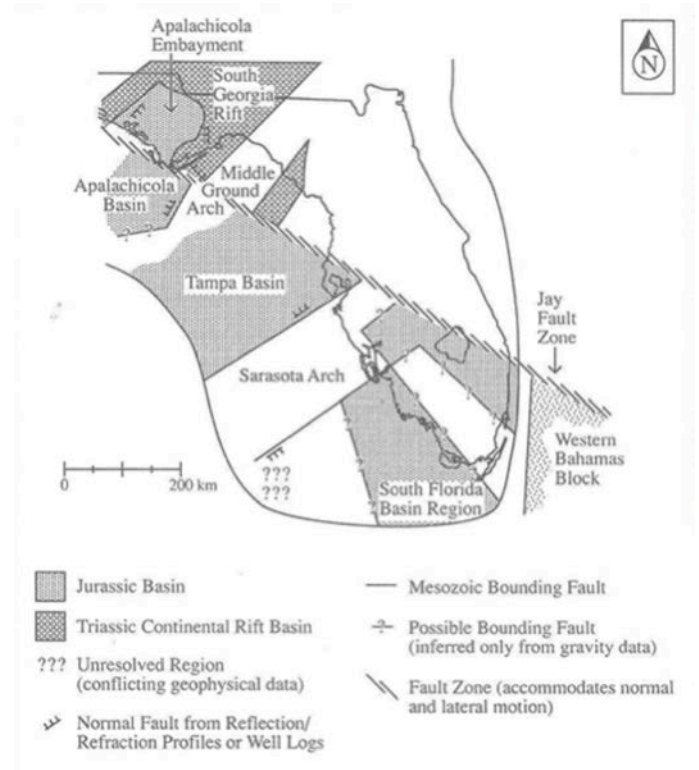 Apalachicola
Embayment
South
Georgia
Rift
N
Middle
Ground
Arch
Apalachicola
Basin
? ?
Tampa Basin
Jay
Fault
Zone
Sarasota Arch
Western
Bahamas
Block
???
???
South Florida
Basin Region
0 200 km
Jurassic Basin
Triassic Continental Rift Basin
??? Unresolved Region
(conflicting geophysical data)
Normal Fault from Reflection/
Refraction Profiles or Well Logs
Mesozoic Bounding Fault
? Possible Bounding Fault
(inferred only from gravity data)
Fault Zone (accommodates normal
and lateral motion)